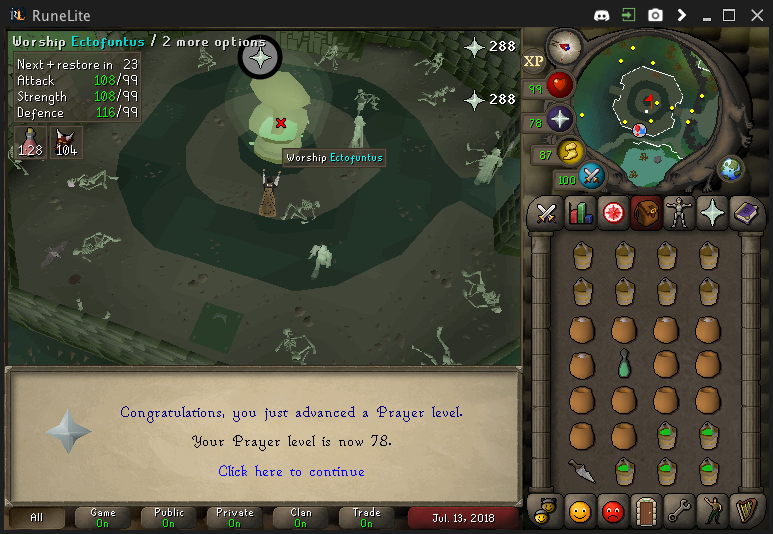 RuneLite
Worship Ectofuntus / 2 more options
288
Next + restore in 23
Attack 108/99
Strength 108/99
Defence 116/99
288
128 104
Worship Ectofuntus
XP
99
78
87
100
Congratulations, you just advanced a Prayer level.
Your Prayer level is now 78.
Click here to continue
All
Game
On
Public
On
Private
On
Clan
On
Trade
On
Jul. 13, 2018